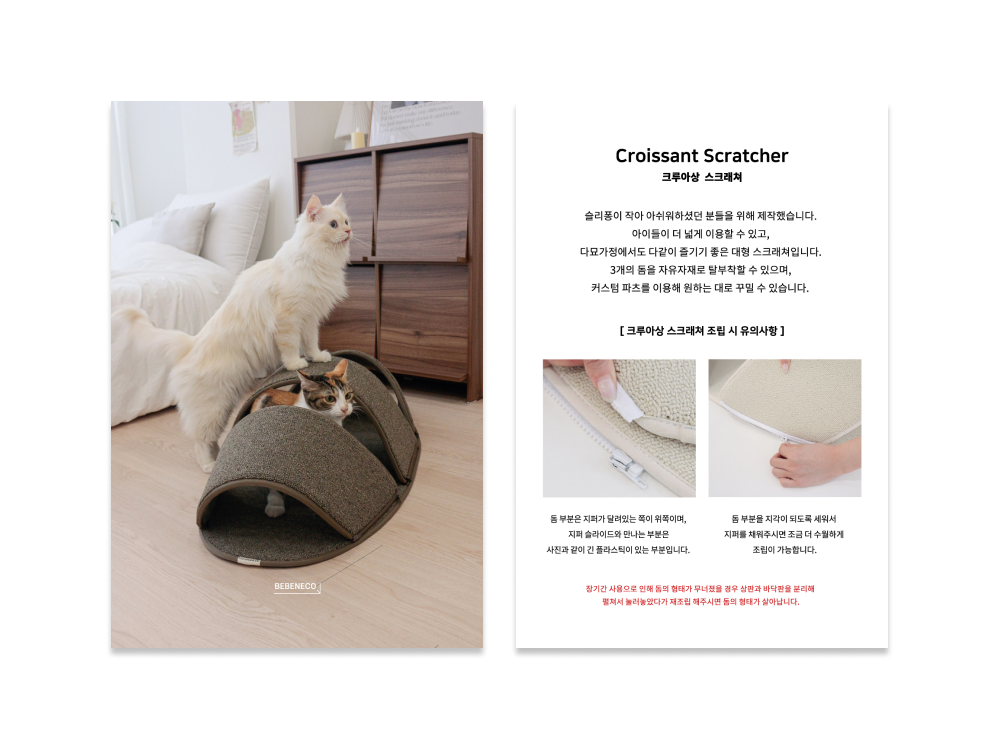 BEBENECO
Croissant Scratcher
크루아상 스크래쳐
슬리퐁이 작아 아쉬워하셨던 분들을 위해 제작했습니다.
아이들이 더 넓게 이용할 수 있고,
다묘가정에서도 다같이 즐기기 좋은 대형 스크래쳐입니다.
3개의 돔을 자유자재로 탈부착할 수 있으며,
커스텀 파츠를 이용해 원하는 대로 꾸밀 수 있습니다.
[ 크루아상 스크래쳐 조립 시 유의사항 ]
돔 부분은 지퍼가 달려있는 쪽이 위쪽이며,
지퍼 슬라이드와 만나는 부분은
사진과 같이 긴 플라스틱이 있는 부분입니다.
돔 부분을 지각이 되도록 세워서
지퍼를 채워주시면 조금 더 수월하게
조립이 가능합니다.
장기간 사용으로 인해 돔의 형태가 무너졌을 경우 상판과 바닥판을 분리해
펼쳐서 눌러놓았다가 재조립 해주시면 돔의 형태가 살아납니다.